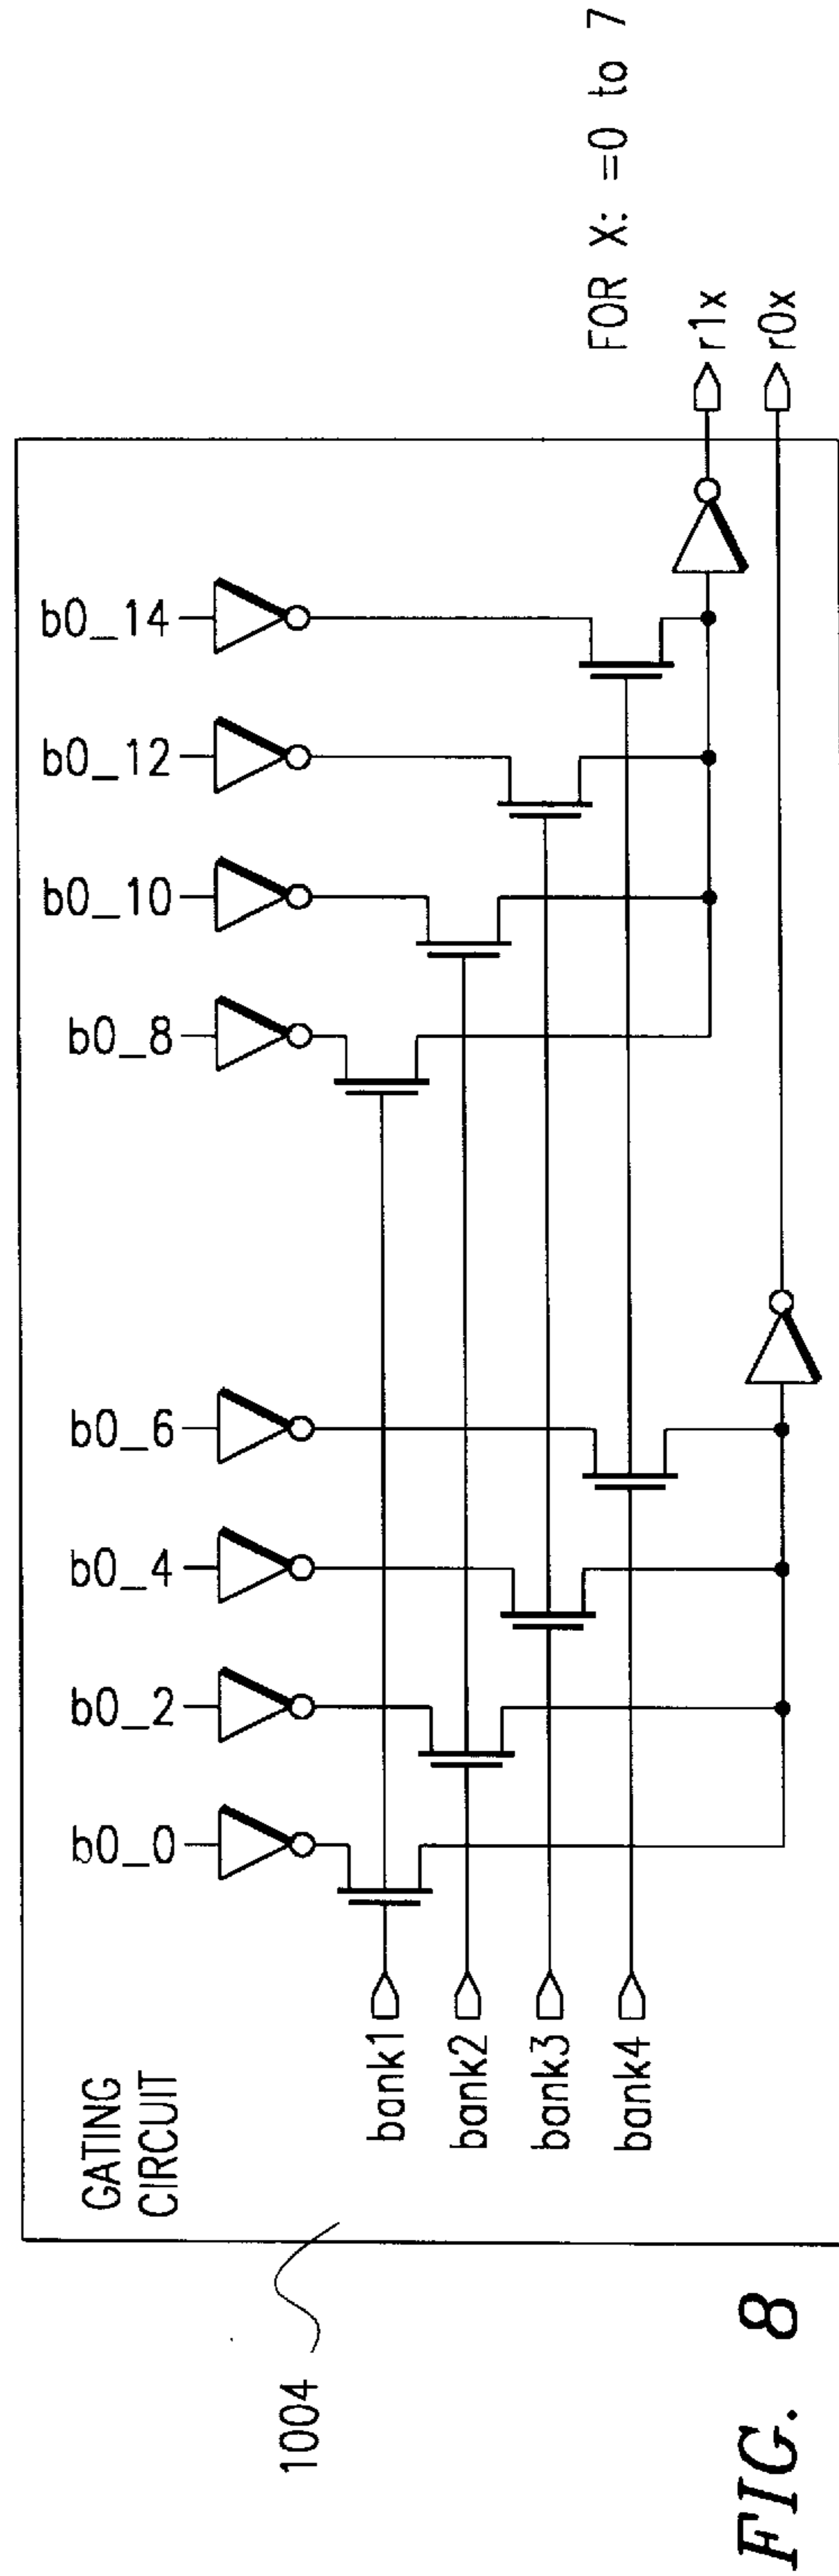 GATING
CIRCUIT
b0_0
b0_2
b0_4
b0_6
b0_8
b0_10
b0_12
b0_14
bank1
bank2
bank3
bank4
FOR X: =0 to 7
r1x
r0x
1004
FIG. 8